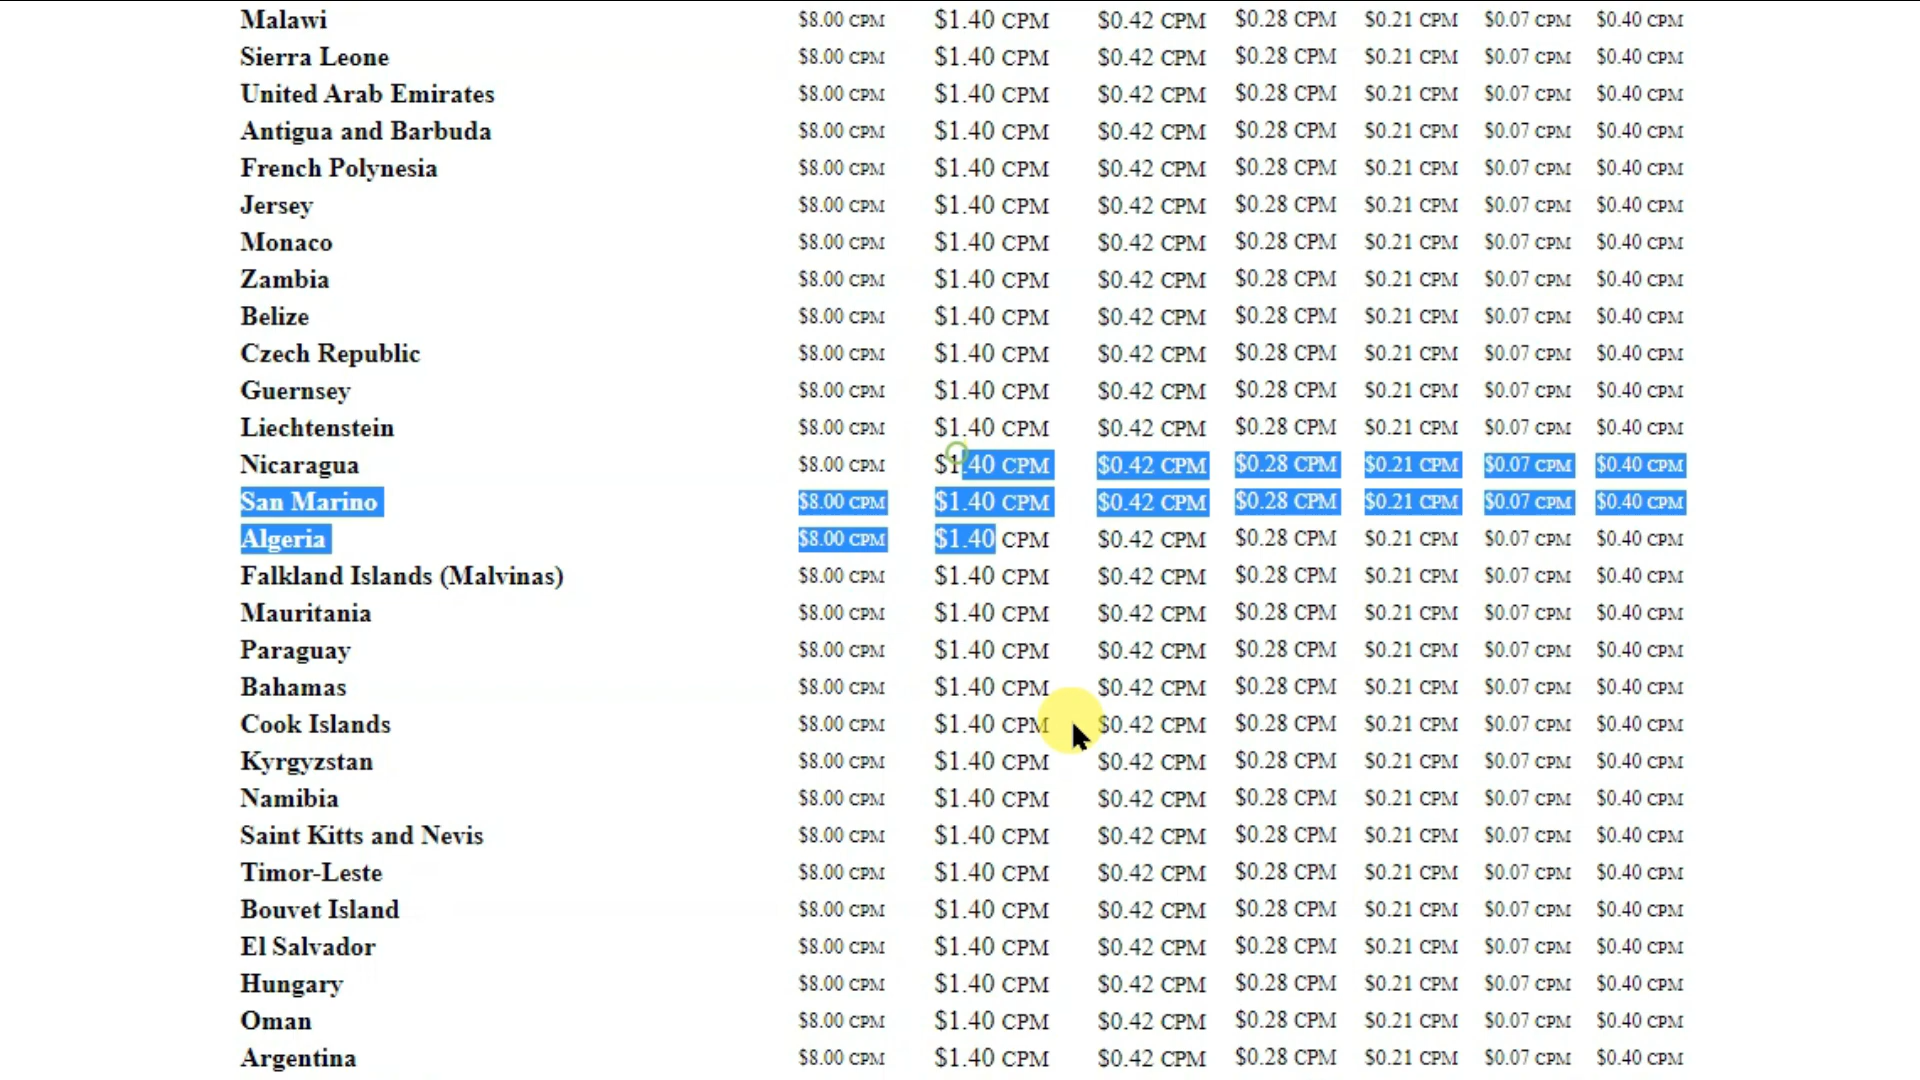 Malawi $8.00 CPM $1.40 CPM $0.42 CPM $0.28 CPM $0.21 CPM $0.07 CPM $0.40 CPM
Sierra Leone $8.00 CPM $1.40 CPM $0.42 CPM $0.28 CPM $0.21 CPM $0.07 CPM $0.40 CPM
United Arab Emirates $8.00 CPM $1.40 CPM $0.42 CPM $0.28 CPM $0.21 CPM $0.07 CPM $0.40 CPM
Antigua and Barbuda $8.00 CPM $1.40 CPM $0.42 CPM $0.28 CPM $0.21 CPM $0.07 CPM $0.40 CPM
French Polynesia $8.00 CPM $1.40 CPM $0.42 CPM $0.28 CPM $0.21 CPM $0.07 CPM $0.40 CPM
Jersey $8.00 CPM $1.40 CPM $0.42 CPM $0.28 CPM $0.21 CPM $0.07 CPM $0.40 CPM
Monaco $8.00 CPM $1.40 CPM $0.42 CPM $0.28 CPM $0.21 CPM $0.07 CPM $0.40 CPM
Zambia $8.00 CPM $1.40 CPM $0.42 CPM $0.28 CPM $0.21 CPM $0.07 CPM $0.40 CPM
Belize $8.00 CPM $1.40 CPM $0.42 CPM $0.28 CPM $0.21 CPM $0.07 CPM $0.40 CPM
Czech Republic $8.00 CPM $1.40 CPM $0.42 CPM $0.28 CPM $0.21 CPM $0.07 CPM $0.40 CPM
Guernsey $8.00 CPM $1.40 CPM $0.42 CPM $0.28 CPM $0.21 CPM $0.07 CPM $0.40 CPM
Liechtenstein $8.00 CPM $1.40 CPM $0.42 CPM $0.28 CPM $0.21 CPM $0.07 CPM $0.40 CPM
Nicaragua $8.00 CPM $1.40 CPM $0.42 CPM $0.28 CPM $0.21 CPM $0.07 CPM $0.40 CPM
San Marino $8.00 CPM $1.40 CPM $0.42 CPM $0.28 CPM $0.21 CPM $0.07 CPM $0.40 CPM
Algeria $8.00 CPM $1.40 CPM $0.42 CPM $0.28 CPM $0.21 CPM $0.07 CPM $0.40 CPM
Falkland Islands (Malvinas) $8.00 CPM $1.40 CPM $0.42 CPM $0.28 CPM $0.21 CPM $0.07 CPM $0.40 CPM
Mauritania $8.00 CPM $1.40 CPM $0.42 CPM $0.28 CPM $0.21 CPM $0.07 CPM $0.40 CPM
Paraguay $8.00 CPM $1.40 CPM $0.42 CPM $0.28 CPM $0.21 CPM $0.07 CPM $0.40 CPM
Bahamas $8.00 CPM $1.40 CPM $0.42 CPM $0.28 CPM $0.21 CPM $0.07 CPM $0.40 CPM
Cook Islands $8.00 CPM $1.40 CPM $0.42 CPM $0.28 CPM $0.21 CPM $0.07 CPM $0.40 CPM
Kyrgyzstan $8.00 CPM $1.40 CPM $0.42 CPM $0.28 CPM $0.21 CPM $0.07 CPM $0.40 CPM
Namibia $8.00 CPM $1.40 CPM $0.42 CPM $0.28 CPM $0.21 CPM $0.07 CPM $0.40 CPM
Saint Kitts and Nevis $8.00 CPM $1.40 CPM $0.42 CPM $0.28 CPM $0.21 CPM $0.07 CPM $0.40 CPM
Timor-Leste $8.00 CPM $1.40 CPM $0.42 CPM $0.28 CPM $0.21 CPM $0.07 CPM $0.40 CPM
Bouvet Island $8.00 CPM $1.40 CPM $0.42 CPM $0.28 CPM $0.21 CPM $0.07 CPM $0.40 CPM
El Salvador $8.00 CPM $1.40 CPM $0.42 CPM $0.28 CPM $0.21 CPM $0.07 CPM $0.40 CPM
Hungary $8.00 CPM $1.40 CPM $0.42 CPM $0.28 CPM $0.21 CPM $0.07 CPM $0.40 CPM
Oman $8.00 CPM $1.40 CPM $0.42 CPM $0.28 CPM $0.21 CPM $0.07 CPM $0.40 CPM
Argentina $8.00 CPM $1.40 CPM $0.42 CPM $0.28 CPM $0.21 CPM $0.07 CPM $0.40 CPM